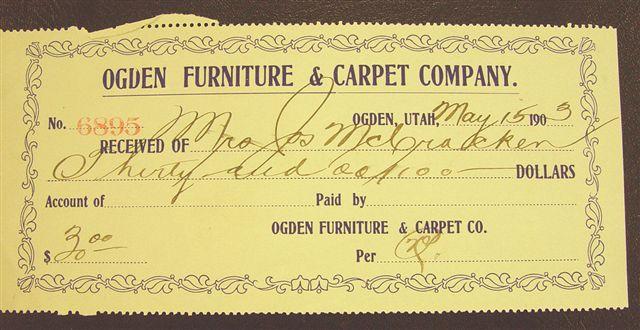 OGDEN FURNITURE & CARPET COMPANY.
No. 6895 OGDEN, UTAH, May 15 1903
RECEIVED OF Mrs Js McCracken
Thirty and 00/100 DOLLARS
Account of Paid by
OGDEN FURNITURE & CARPET CO.
$ 30 00 Per